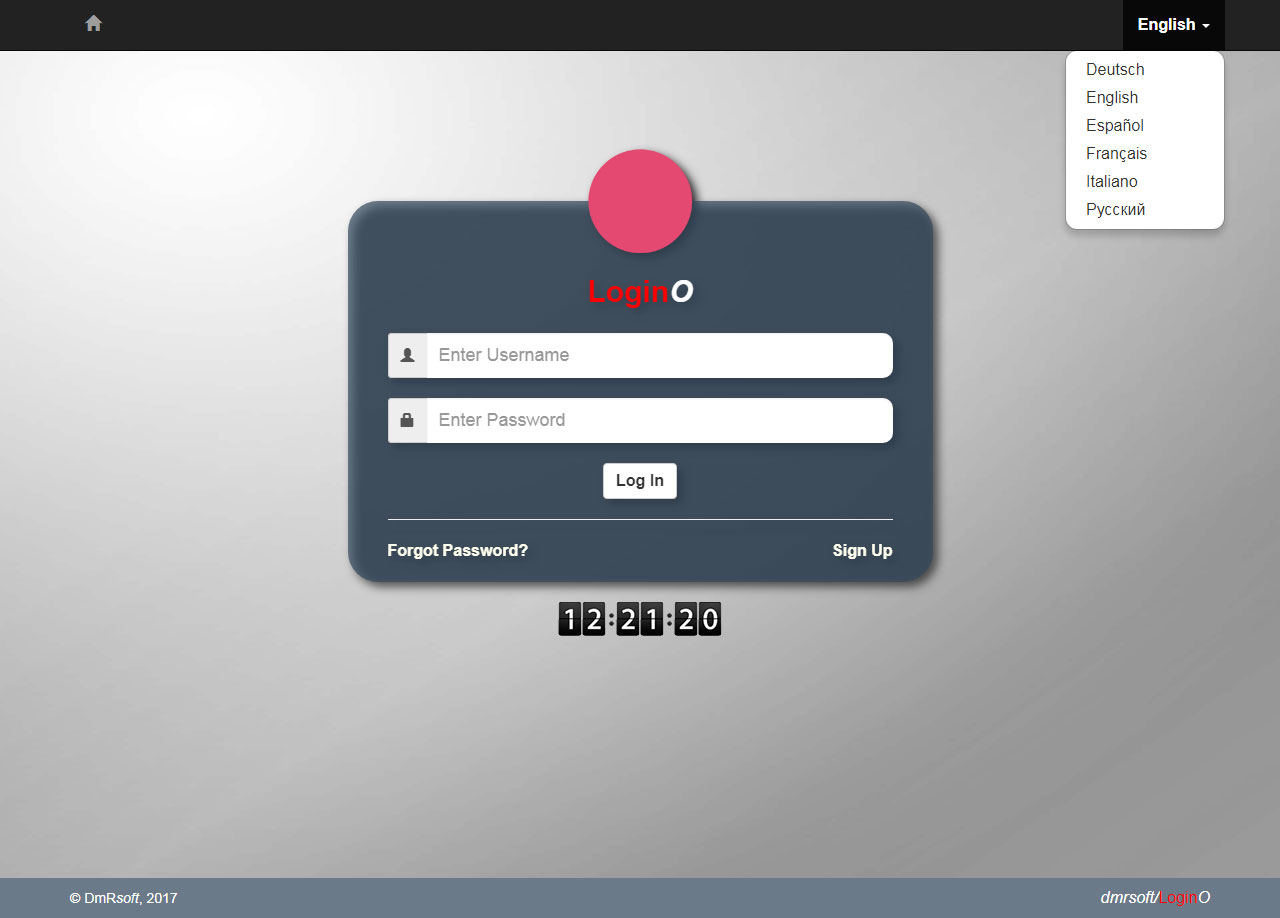 English
Deutsch
English
Español
Français
Italiano
Русский
LoginO
Enter Username
Enter Password
Log In
Forgot Password? Sign Up
12:21:20
© DmRsoft, 2017 dmrsoft/LoginO